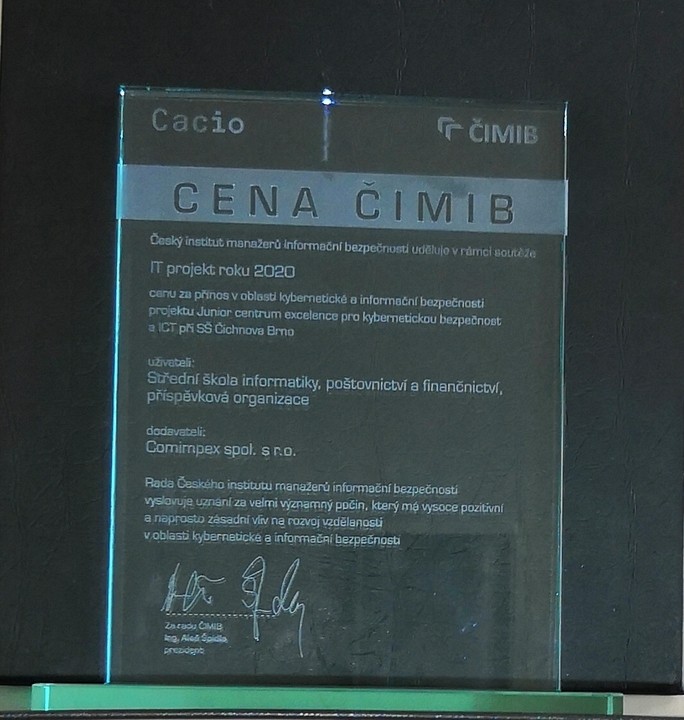 Cacio
ČIMIB
CENA ČIMIB
Český institut manažerů informační bezpečnosti uděluje v rámci soutěže
IT projekt roku 2020
cenu za přínos v oblasti kybernetické a informační bezpečnosti
projektu Junior centrum excelence pro kybernetickou bezpečnost
a ICT při SŠ Čichnova Brno
uživateli:
Střední škola informatiky, poštovnictví a finančnictví,
příspěvková organizace
dodavateli:
Comimpex spol. s r.o.
Rada Českého institutu manažerů informační bezpečnosti
vyslovuje uznání za velmi významný počin, který má vysoce pozitivní
a naprosto zásadní vliv na rozvoj vzdělanosti
v oblasti kybernetické a informační bezpečnosti
Za radu ČIMIB
Ing. Aleš Špidla
prezident